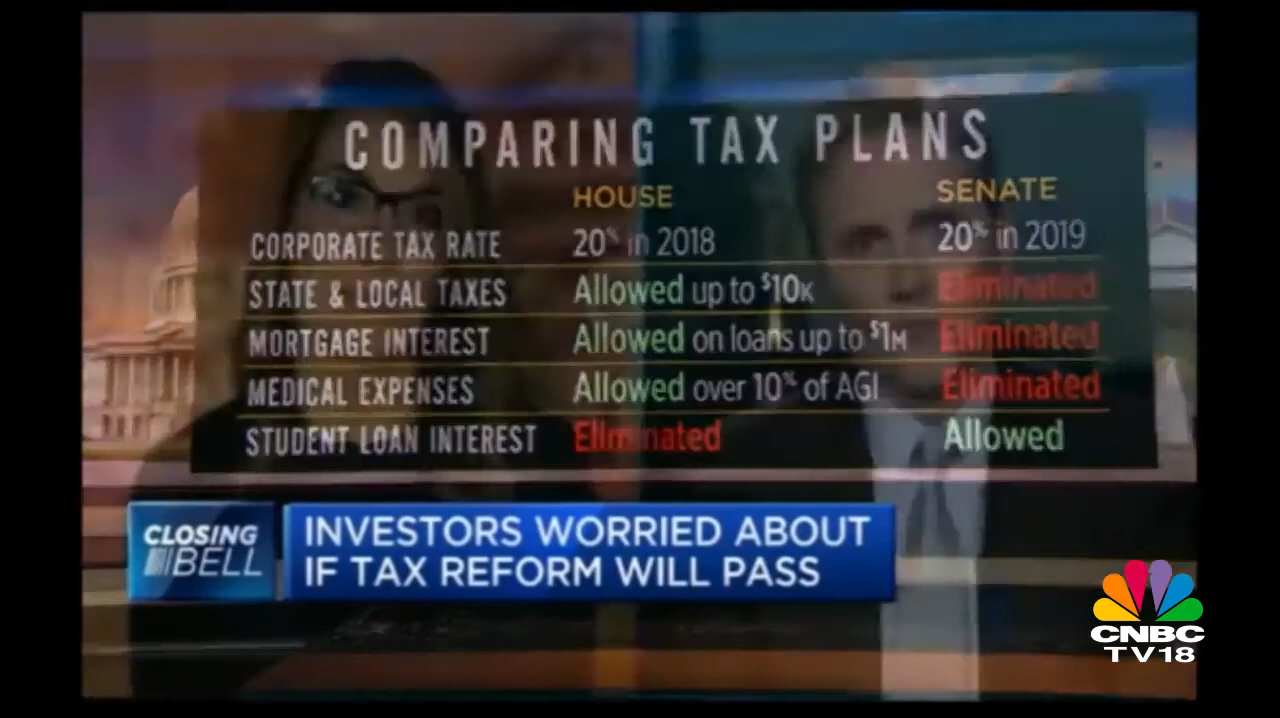 COMPARING TAX PLANS
HOUSE SENATE
CORPORATE TAX RATE 20% in 2018 20% in 2019
STATE & LOCAL TAXES Allowed up to $10K Eliminated
MORTGAGE INTEREST Allowed on loans up to $1M Eliminated
MEDICAL EXPENSES Allowed over 10% of AGI Eliminated
STUDENT LOAN INTEREST Eliminated Allowed
CLOSING
BELL
INVESTORS WORRIED ABOUT
IF TAX REFORM WILL PASS
CNBC
TV18